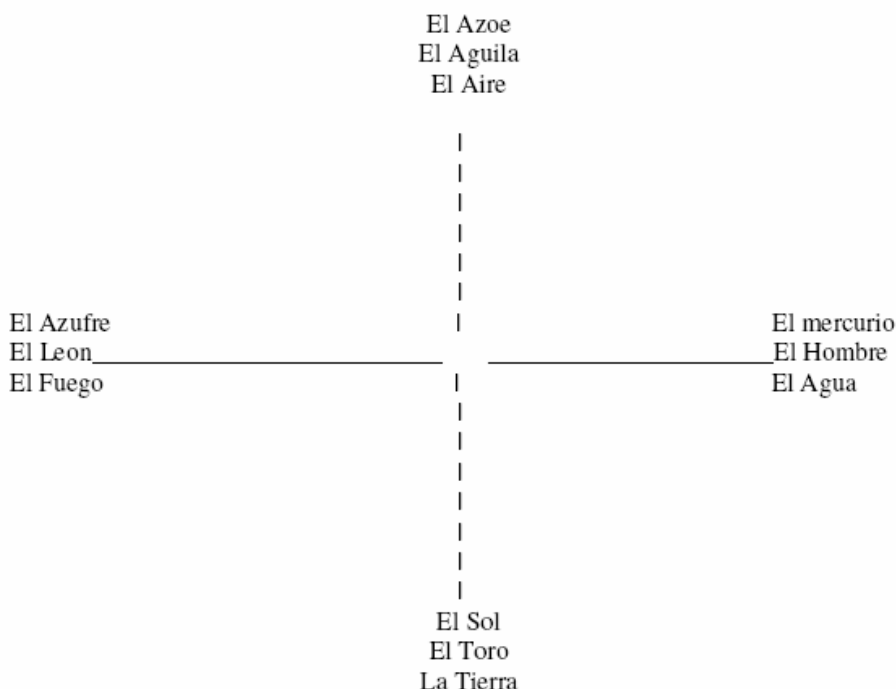 El Azoe
El Aguila
El Aire
El Azufre
El Leon
El Fuego
El mercurio
El Hombre
El Agua
El Sol
El Toro
La Tierra